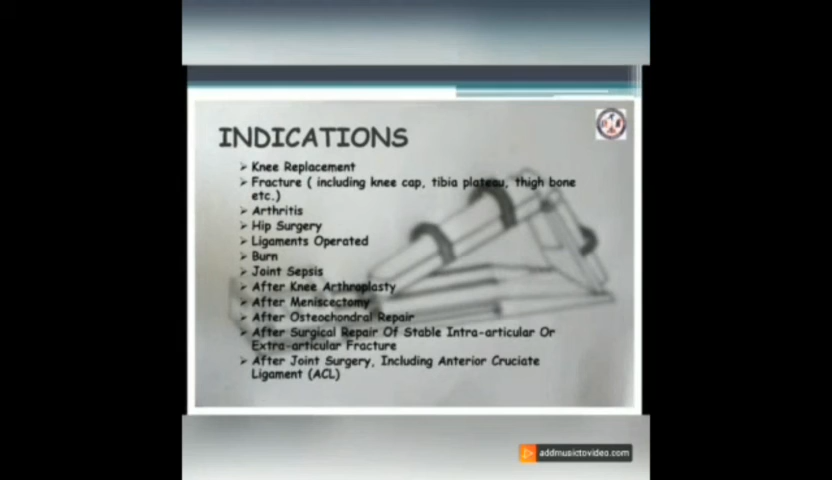 INDICATIONS
➢ Knee Replacement
➢ Fracture ( including knee cap, tibia plateau, thigh bone
etc.)
➢ Arthritis
➢ Hip Surgery
➢ Ligaments Operated
➢ Burn
➢ Joint Sepsis
➢ After Knee Arthroplasty
➢ After Meniscectomy
➢ After Osteochondral Repair
➢ After Surgical Repair Of Stable Intra-articular Or
Extra-articular Fracture
➢ After Joint Surgery, Including Anterior Cruciate
Ligament (ACL)
addmusictovideo.com